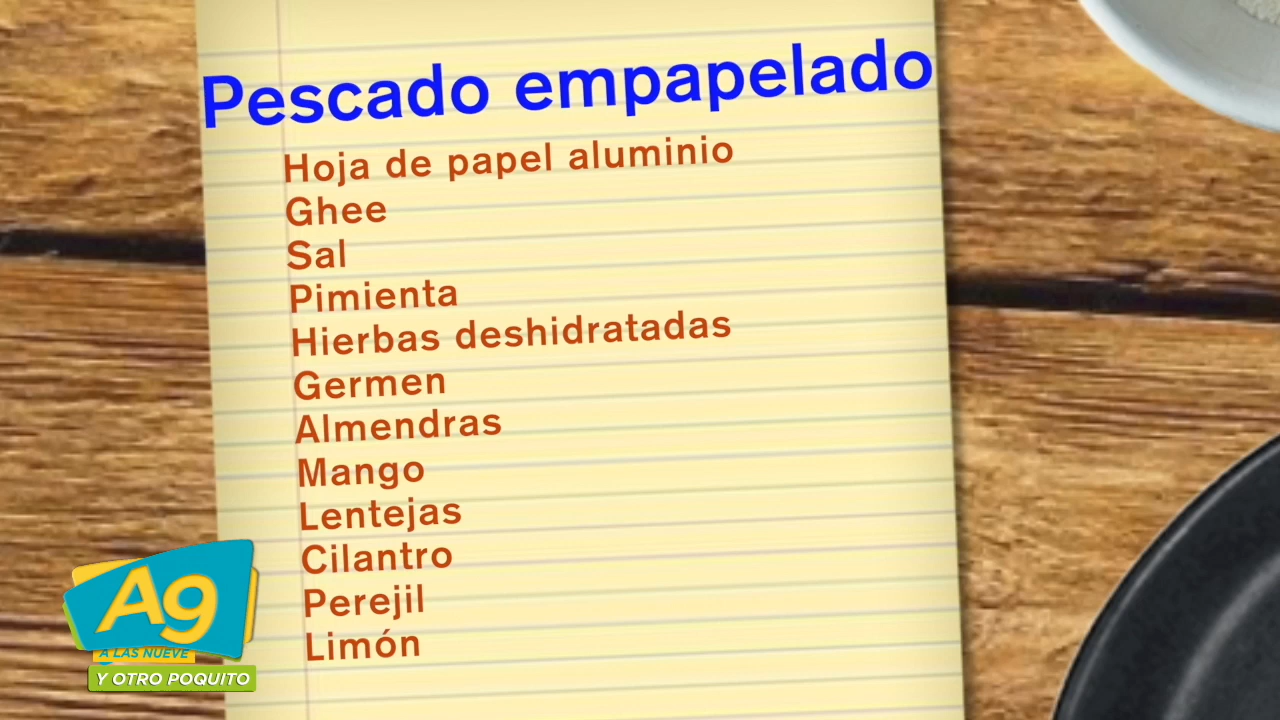 Pescado empapelado
Hoja de papel aluminio
Ghee
Sal
Pimienta
Hierbas deshidratadas
Germen
Almendras
Mango
Lentejas
Cilantro
Perejil
Limón
A9
A LAS NUEVE
Y OTRO POQUITO